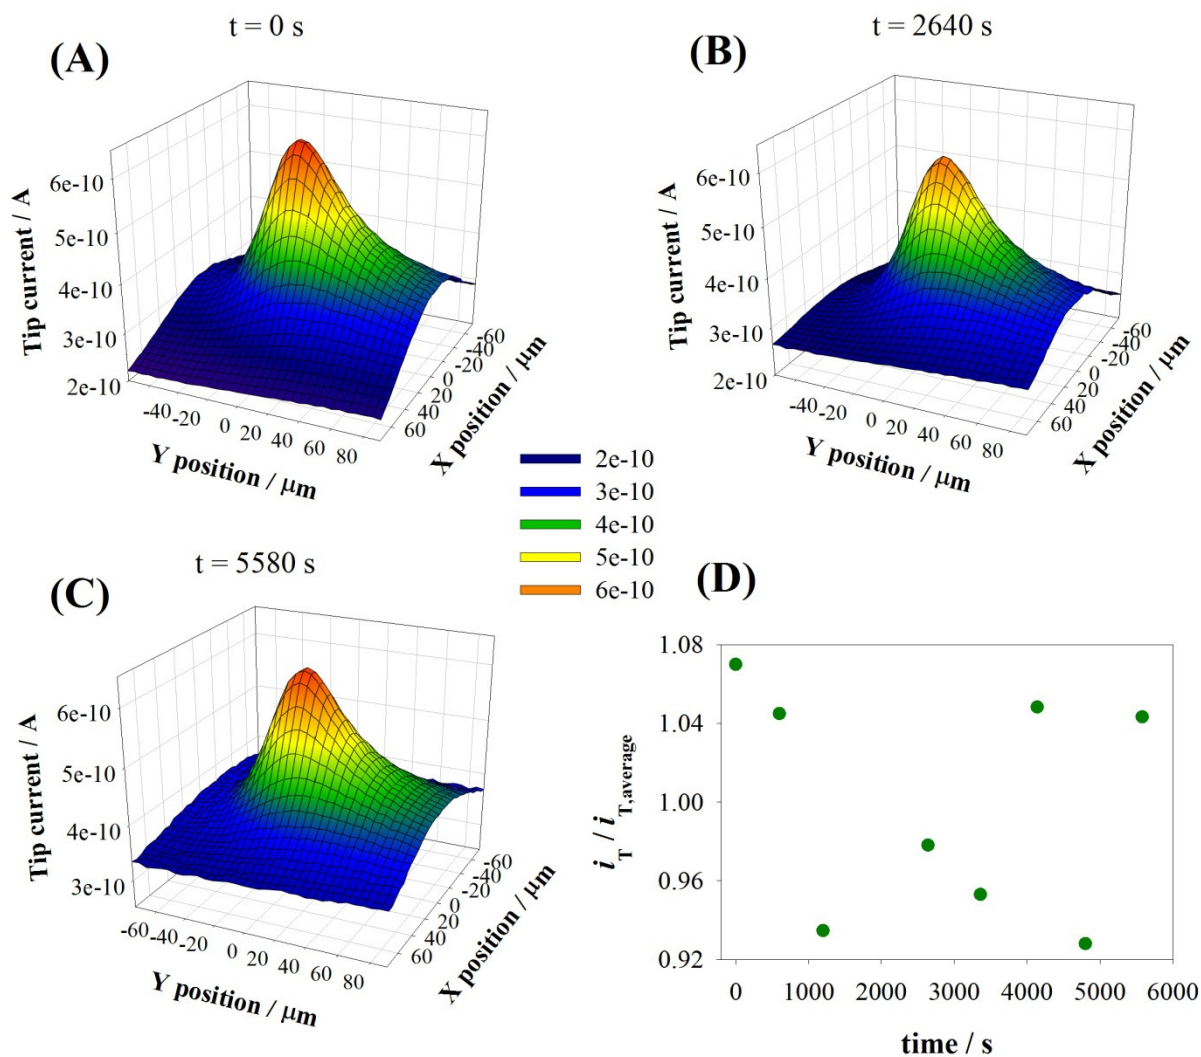 t = 0 s
(A)
6e-10
5e-10
4e-10
3e-10
2e-10
Tip current / A
-40
-20
0
20
40
60
80
Y position / μm
-60
-40
-20
0
20
40
60
X position / μm
t = 2640 s
(B)
6e-10
5e-10
4e-10
3e-10
2e-10
Tip current / A
-40
-20
0
20
40
60
80
Y position / μm
-60
-40
-20
0
20
40
60
X position / μm
2e-10
3e-10
4e-10
5e-10
6e-10
t = 5580 s
(C)
6e-10
5e-10
4e-10
3e-10
Tip current / A
-60
-40
-20
0
20
40
60
80
Y position / μm
-60
-40
-20
0
20
40
60
X position / μm
(D)
1.08
1.04
1.00
0.96
0.92
i_T / i_T,average
0 1000 2000 3000 4000 5000 6000
time / s